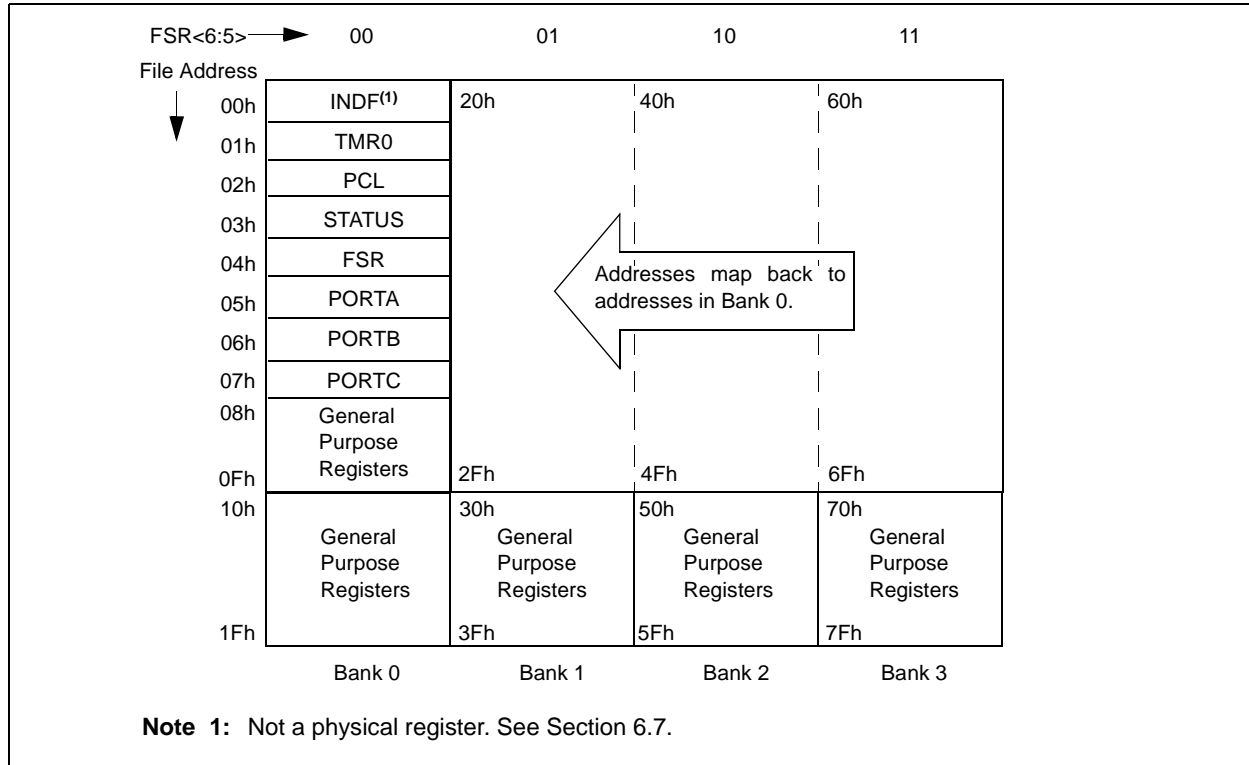 FSR<6:5> 00 01 10 11
File Address
00h INDF(1) 20h 40h 60h
01h TMR0
02h PCL
03h STATUS
04h FSR
Addresses map back to
addresses in Bank 0.
05h PORTA
06h PORTB
07h PORTC
08h General
Purpose
Registers
0Fh 2Fh 4Fh 6Fh
10h 30h 50h 70h
General General General General
Purpose Purpose Purpose Purpose
Registers Registers Registers Registers
1Fh 3Fh 5Fh 7Fh
Bank 0 Bank 1 Bank 2 Bank 3
Note 1: Not a physical register. See Section 6.7.